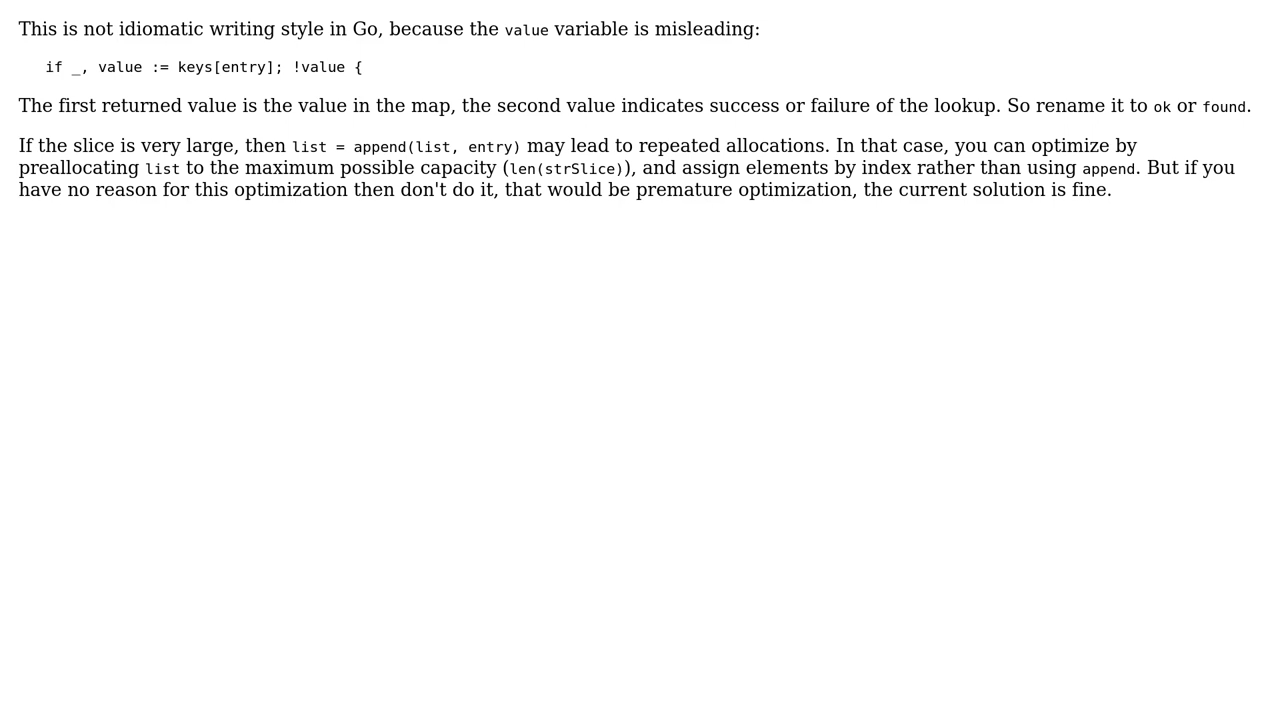 This is not idiomatic writing style in Go, because the value variable is misleading:
if _, value := keys[entry]; !value {
The first returned value is the value in the map, the second value indicates success or failure of the lookup. So rename it to ok or found.
If the slice is very large, then list = append(list, entry) may lead to repeated allocations. In that case, you can optimize by
preallocating list to the maximum possible capacity (len(strSlice)), and assign elements by index rather than using append. But if you
have no reason for this optimization then don't do it, that would be premature optimization, the current solution is fine.